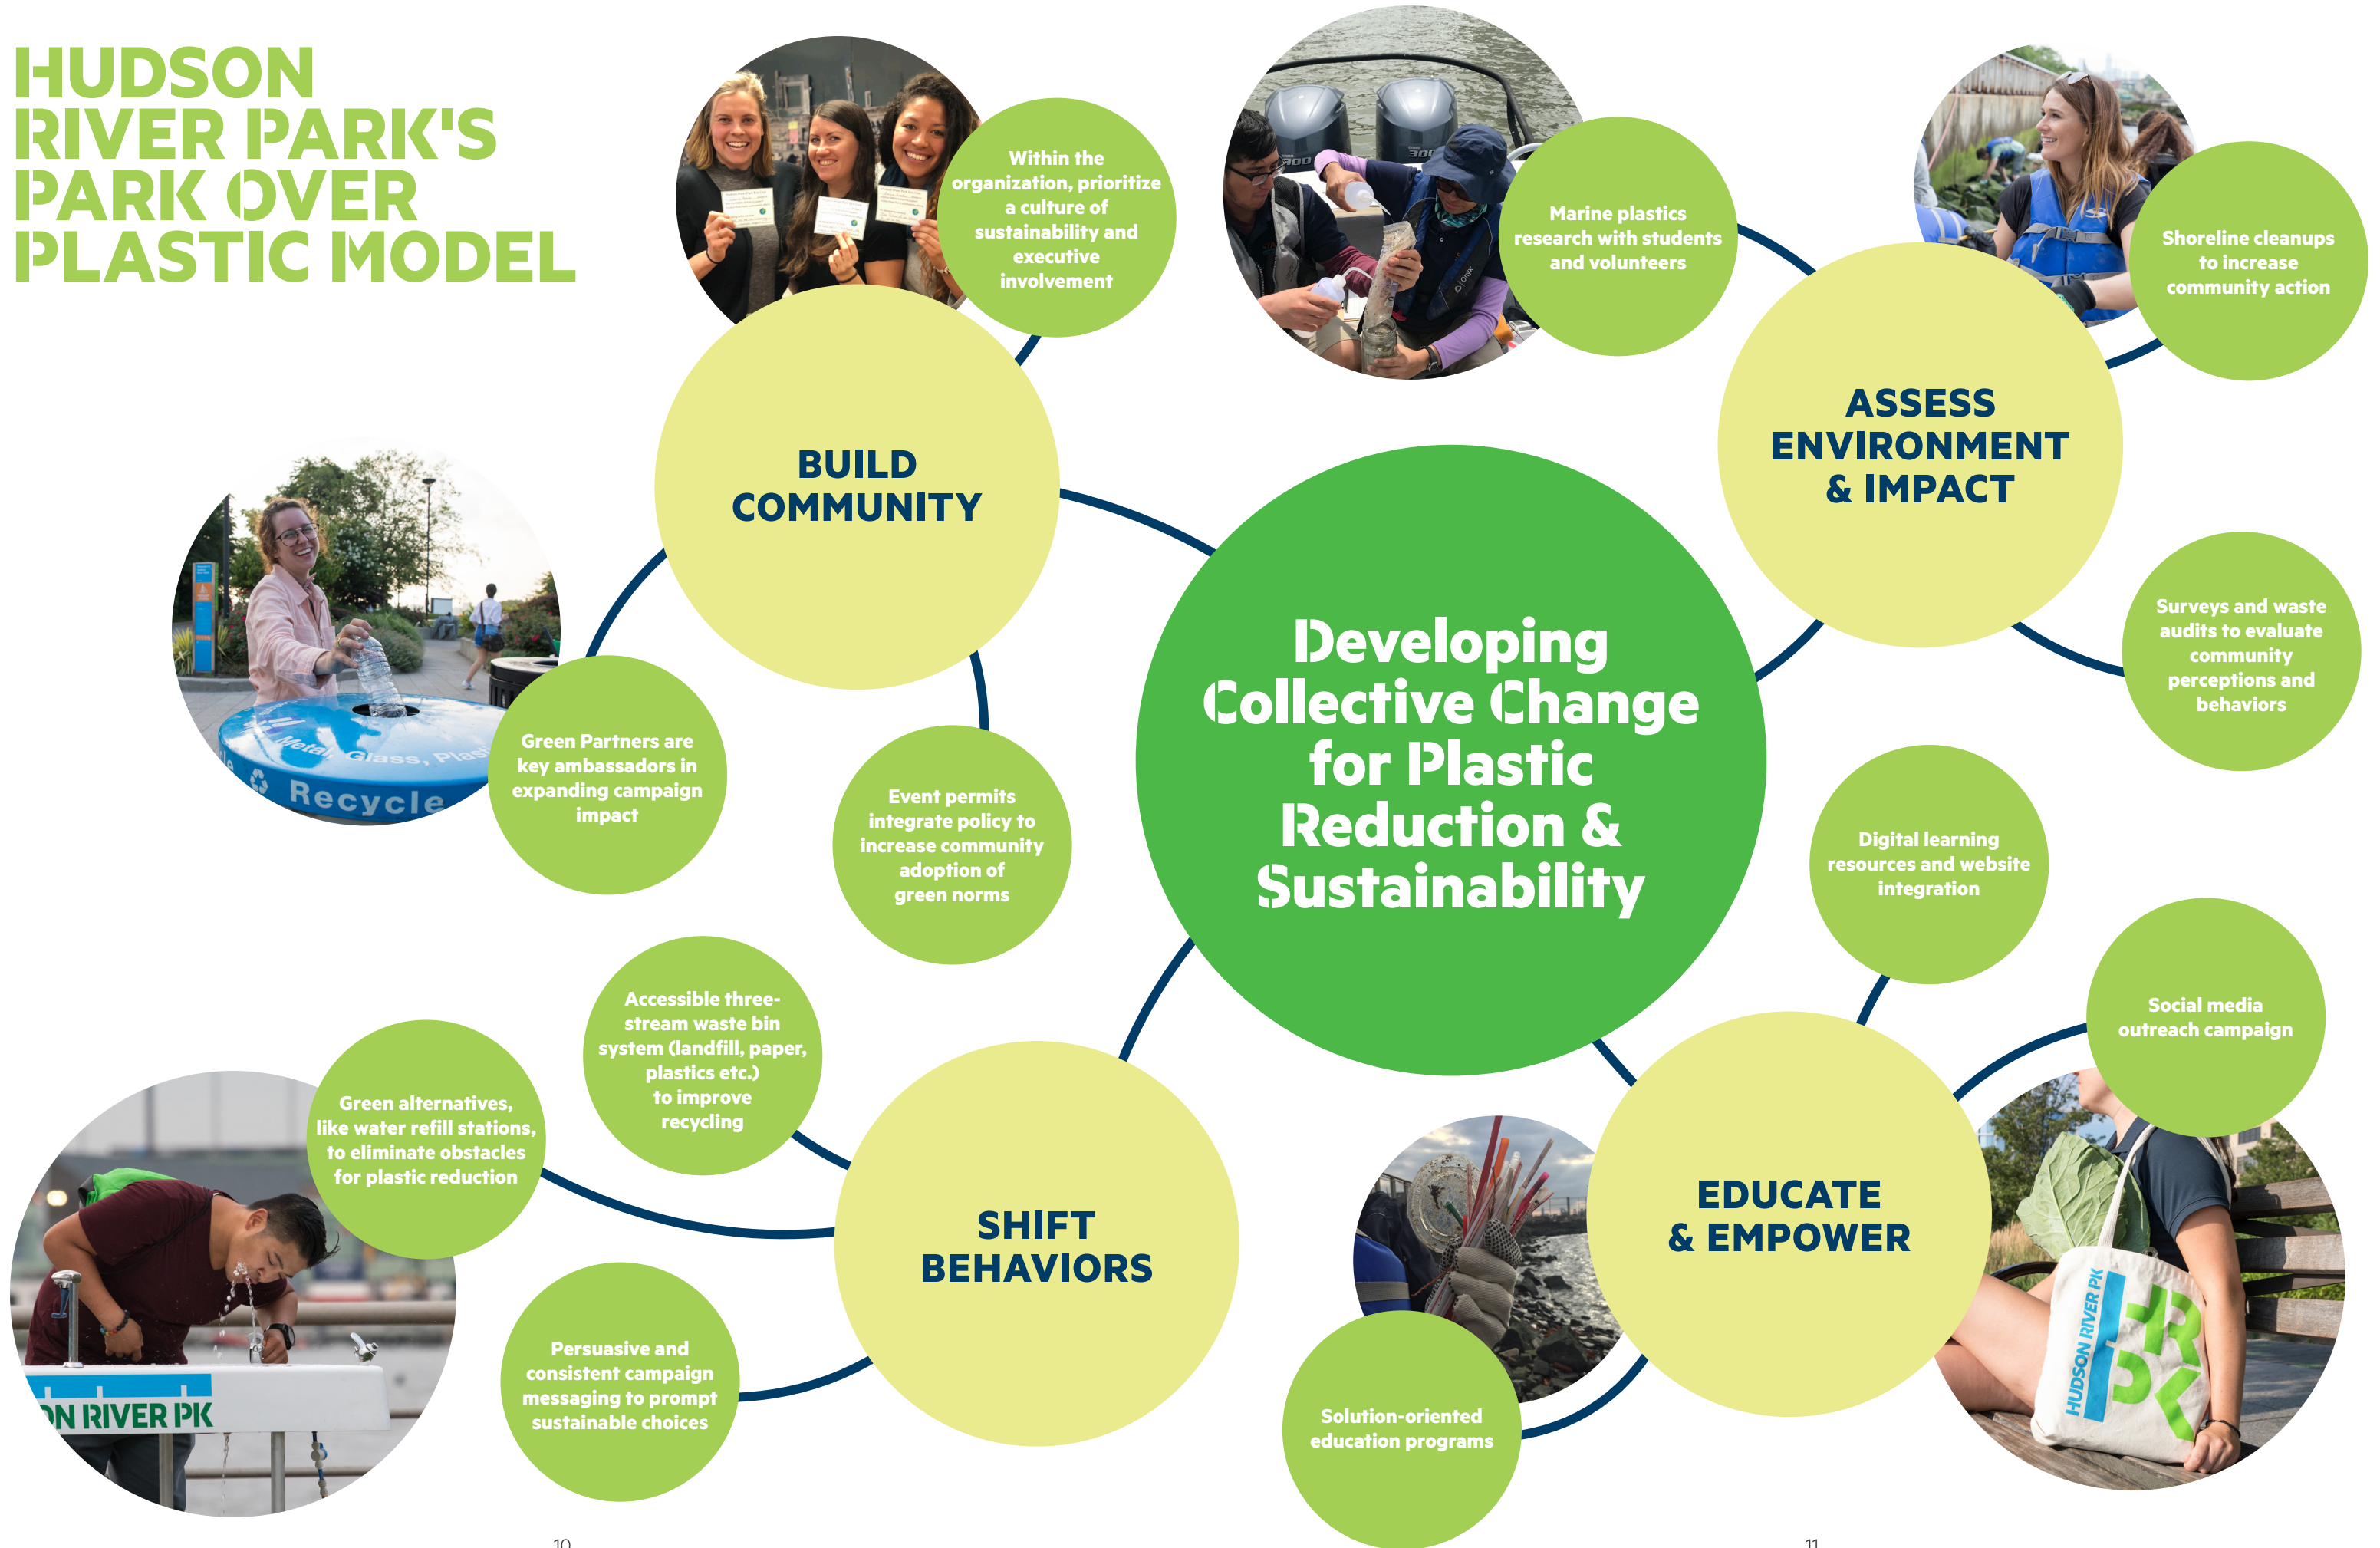 HUDSON
RIVER PARK'S
PARK OVER
PLASTIC MODEL
Within the
organization, prioritize
a culture of
sustainability and
executive
involvement
BUILD
COMMUNITY
Green Partners are
key ambassadors in
expanding campaign
impact
Event permits
integrate policy to
increase community
adoption of
green norms
Metal, Glass,
Recycle
Marine plastics
research with students
and volunteers
300
300
Onyx
Shoreline cleanups
to increase
community action
ASSESS
ENVIRONMENT
& IMPACT
Surveys and waste
audits to evaluate
community
perceptions and
behaviors
Developing
Collective Change
for Plastic
Reduction &
Sustainability
Accessible three-
stream waste bin
system (landfill, paper,
plastics etc.)
to improve
recycling
Green alternatives,
like water refill stations,
to eliminate obstacles
for plastic reduction
Persuasive and
consistent campaign
messaging to prompt
sustainable choices
SHIFT
BEHAVIORS
ON RIVER PK
Digital learning
resources and website
integration
Social media
outreach campaign
EDUCATE
& EMPOWER
Solution-oriented
education programs
HUDSON RIVER PK
HRPK
10
11